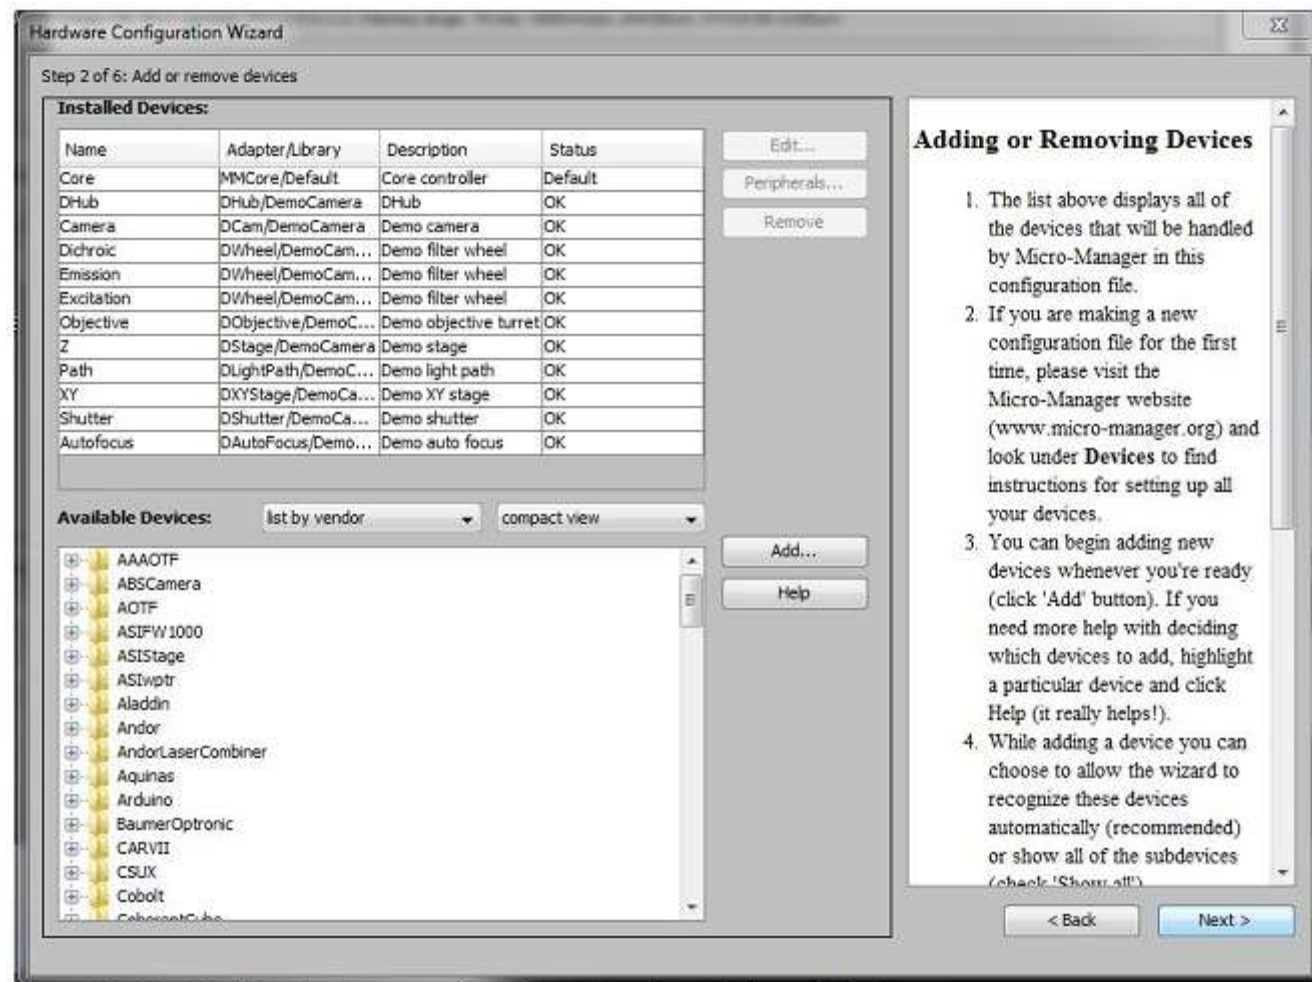 Hardware Configuration Wizard
Step 2 of 6: Add or remove devices
Installed Devices:
Name Adapter/Library Description Status
Core MMCore/Default Core controller Default
DHub DHub/DemoCamera DHub OK
Camera DCam/DemoCamera Demo camera OK
Dichroic DWheel/DemoCam... Demo filter wheel OK
Emission DWheel/DemoCam... Demo filter wheel OK
Excitation DWheel/DemoCam... Demo filter wheel OK
Objective DObjective/DemoC... Demo objective turret OK
Z DStage/DemoCamera Demo stage OK
Path DLightPath/DemoC... Demo light path OK
XY DXYStage/DemoCa... Demo XY stage OK
Shutter DShutter/DemoCa... Demo shutter OK
Autofocus DAutoFocus/Demo... Demo auto focus OK
Edit...
Peripherals...
Remove
Available Devices: list by vendor compact view
AAAOTF
ABSCamera
AOTF
ASIFW1000
ASIStage
ASIwptr
Aladdin
Andor
AndorLaserCombiner
Aquinas
Arduino
BaumerOptronic
CARVII
CSUX
Cobolt
CoherentCube
Add...
Help
Adding or Removing Devices
1. The list above displays all of
the devices that will be handled
by Micro-Manager in this
configuration file.
2. If you are making a new
configuration file for the first
time, please visit the
Micro-Manager website
(www.micro-manager.org) and
look under Devices to find
instructions for setting up all
your devices.
3. You can begin adding new
devices whenever you're ready
(click 'Add' button). If you
need more help with deciding
which devices to add, highlight
a particular device and click
Help (it really helps!).
4. While adding a device you can
choose to allow the wizard to
recognize these devices
automatically (recommended)
or show all of the subdevices
(check 'Show all')
< Back
Next >